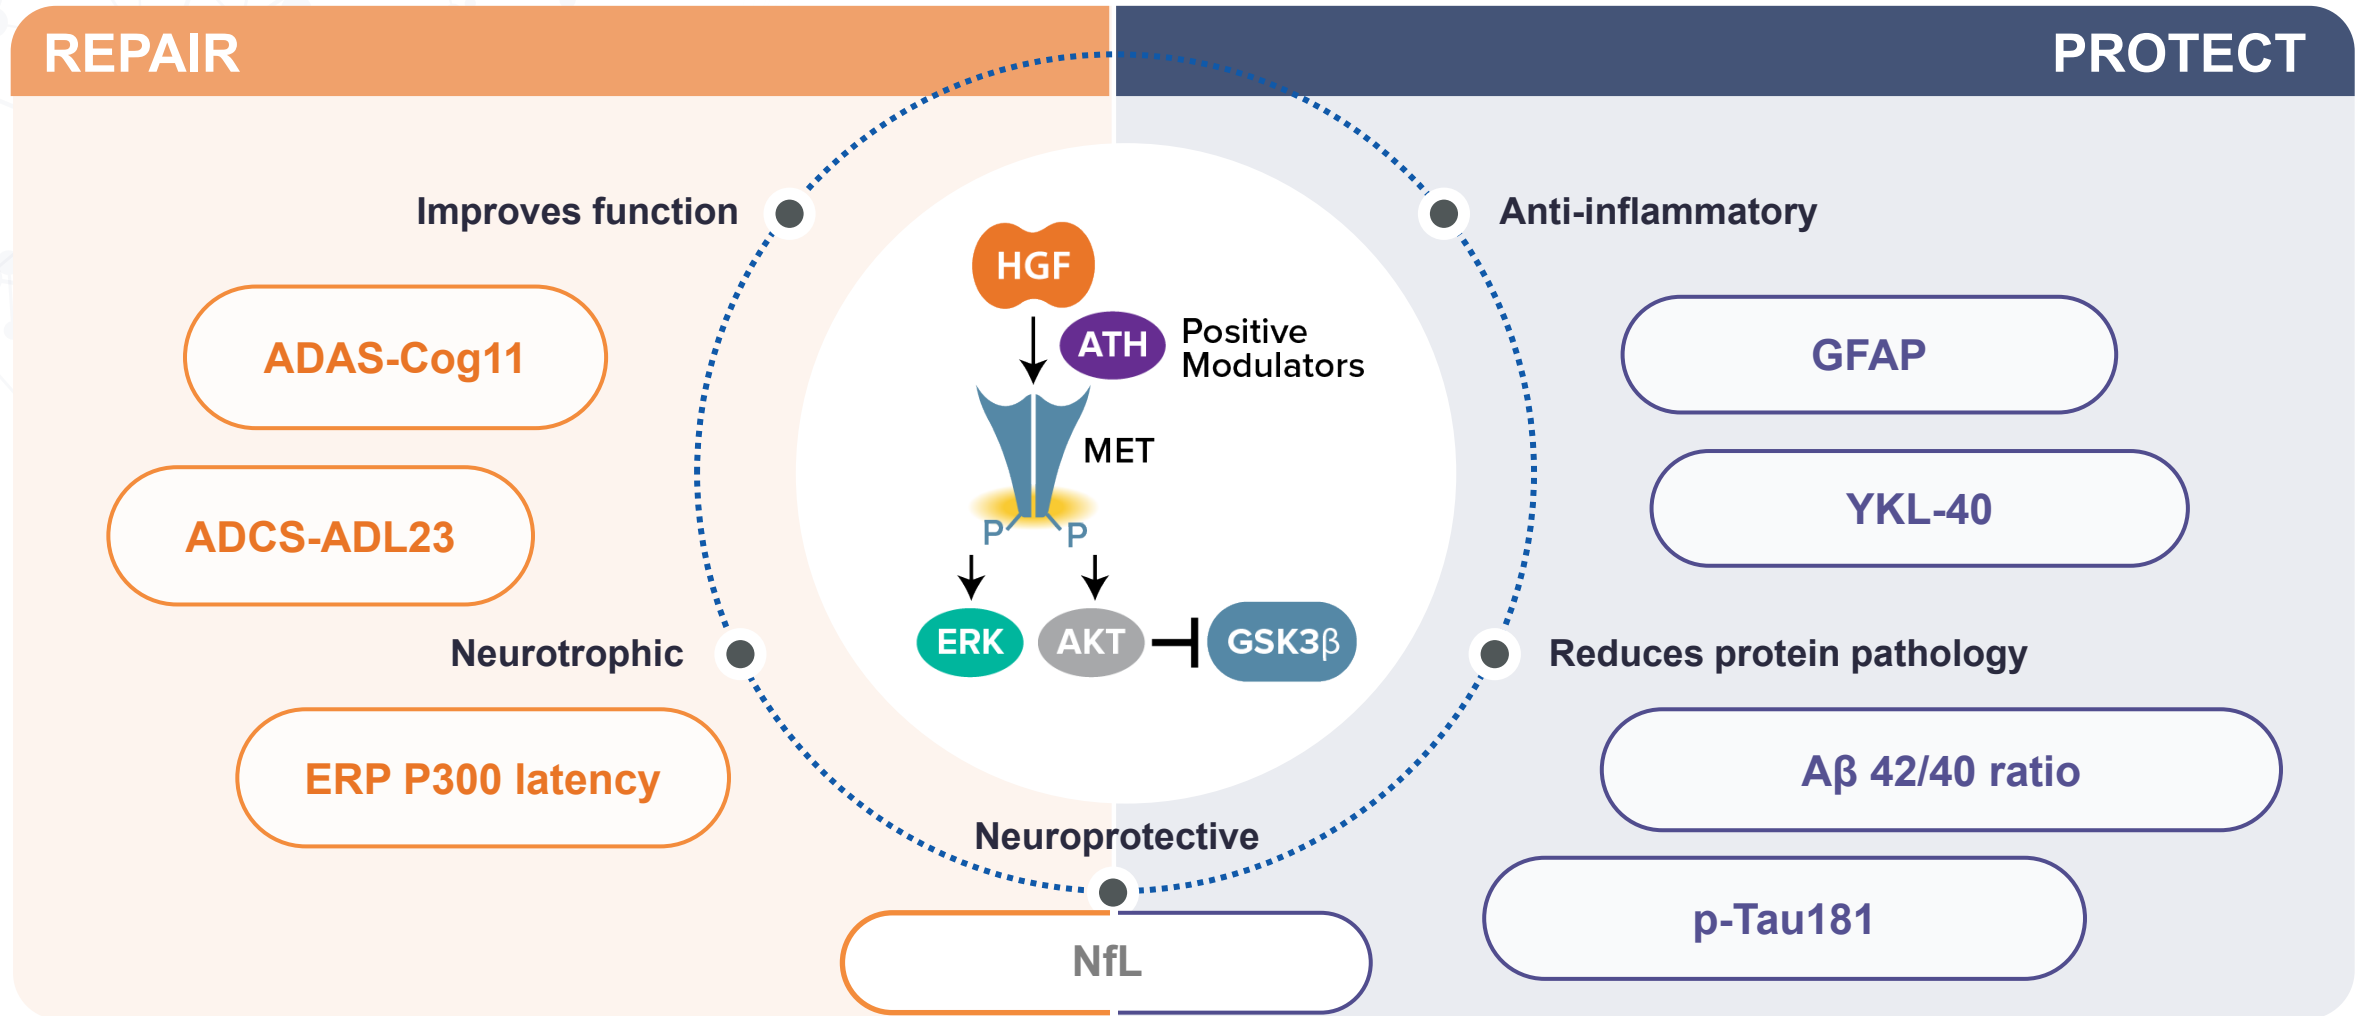 REPAIR
PROTECT
Improves function
Anti-inflammatory
HGF
ATH
Positive
Modulators
MET
P
P
ERK
AKT
GSK3β
ADAS-Cog11
ADCS-ADL23
Neurotrophic
ERP P300 latency
GFAP
YKL-40
Reduces protein pathology
Aβ 42/40 ratio
p-Tau181
Neuroprotective
NfL